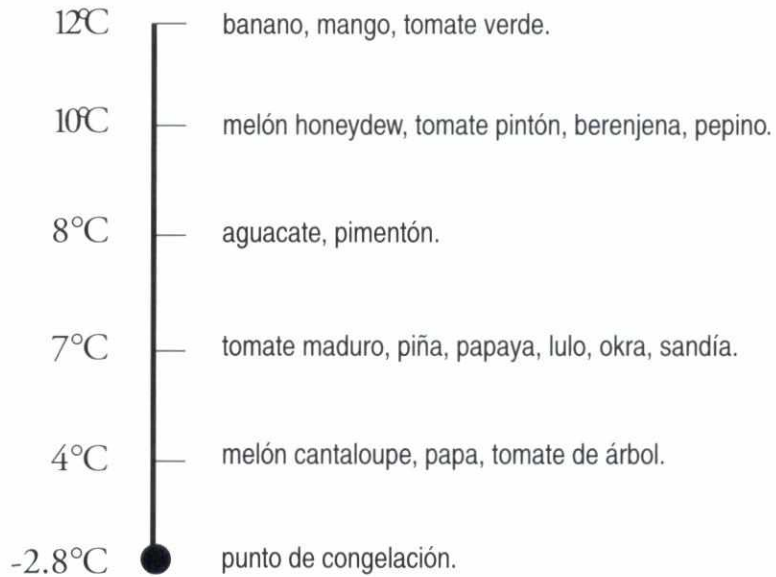 12°C banano, mango, tomate verde.
10°C melón honeydew, tomate pintón, berenjena, pepino.
8°C aguacate, pimentón.
7°C tomate maduro, piña, papaya, lulo, okra, sandía.
4°C melón cantaloupe, papa, tomate de árbol.
-2.8°C punto de congelación.